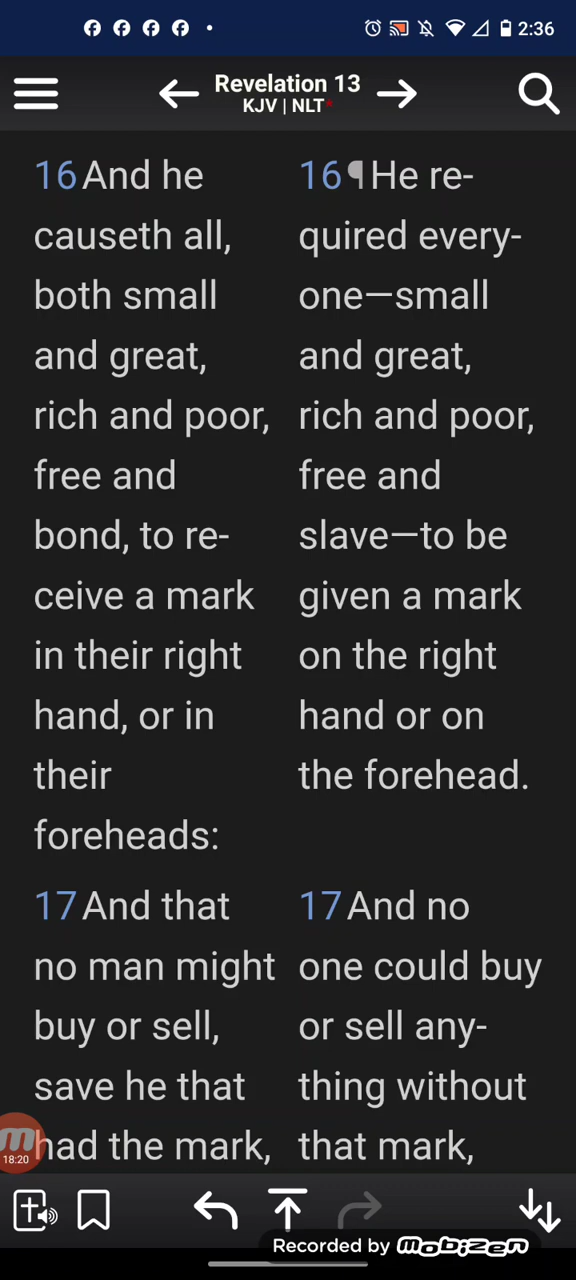 2:36
Revelation 13
KJV | NLT*
16 And he
causeth all,
both small
and great,
rich and poor,
free and
bond, to re-
ceive a mark
in their right
hand, or in
their
foreheads:
17 And that
no man might
buy or sell,
save he that
had the mark,
16 ¶He re-
quired every-
one—small
and great,
rich and poor,
free and
slave—to be
given a mark
on the right
hand or on
the forehead.
17 And no
one could buy
or sell any-
thing without
that mark,
18:20
Recorded by mobizen